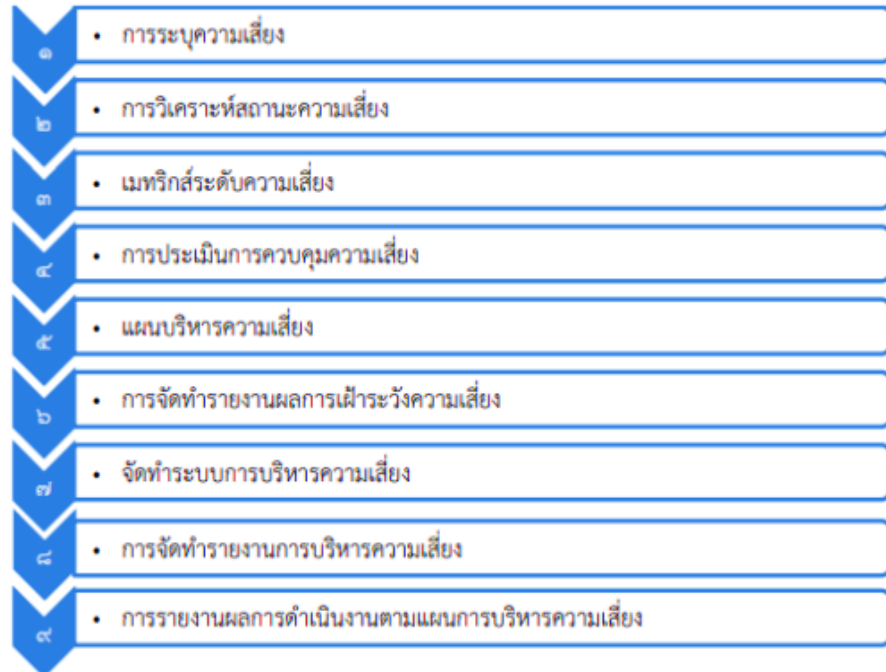 ๑
• การระบุความเสี่ยง
๒
• การวิเคราะห์สถานะความเสี่ยง
๓
• เมทริกส์ระดับความเสี่ยง
๔
• การประเมินการควบคุมความเสี่ยง
๕
• แผนบริหารความเสี่ยง
๖
• การจัดทำรายงานผลการเฝ้าระวังความเสี่ยง
๗
• จัดทำระบบการบริหารความเสี่ยง
๘
• การจัดทำรายงานการบริหารความเสี่ยง
๙
• การรายงานผลการดำเนินงานตามแผนการบริหารความเสี่ยง